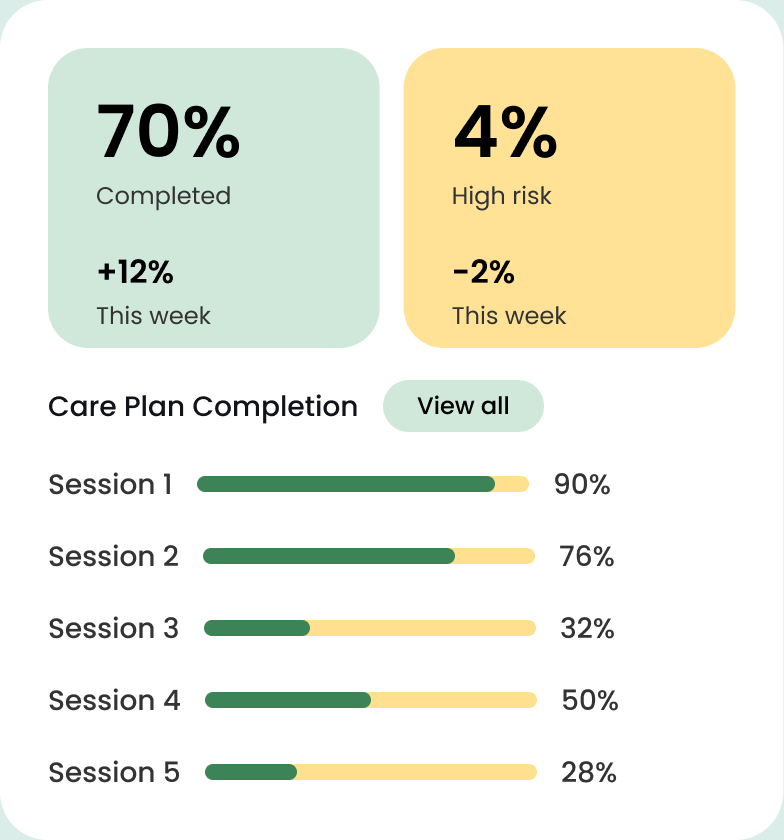 70%
Completed
+12%
This week
4%
High risk
-2%
This week
Care Plan Completion
View all
Session 1 90%
Session 2 76%
Session 3 32%
Session 4 50%
Session 5 28%